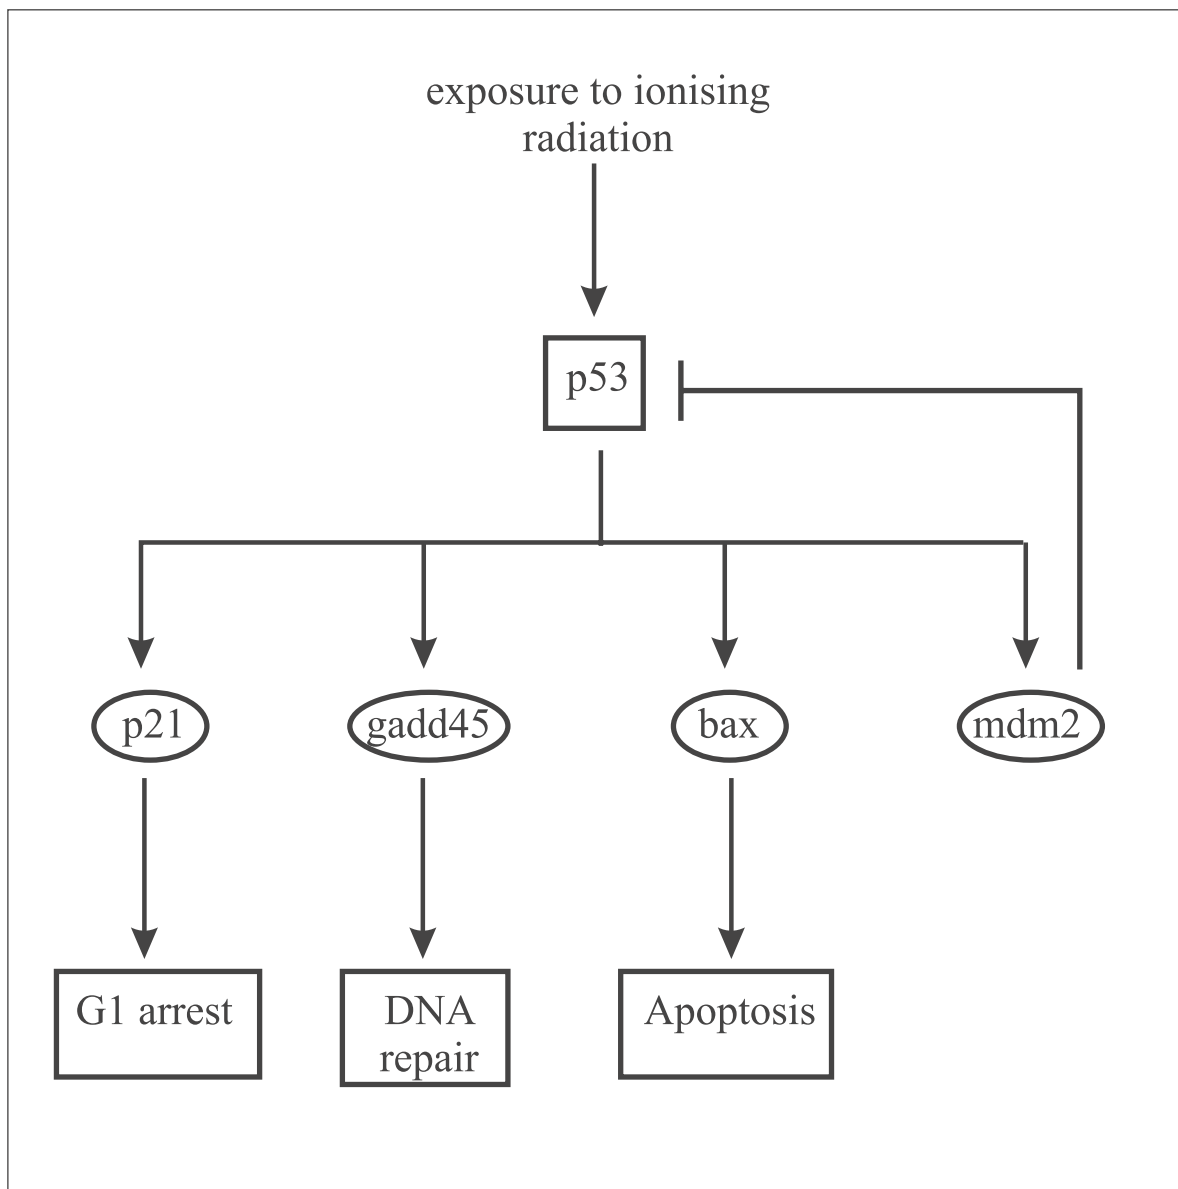 exposure to ionising
radiation
p53
p21
gadd45
bax
mdm2
G1 arrest
DNA
repair
Apoptosis